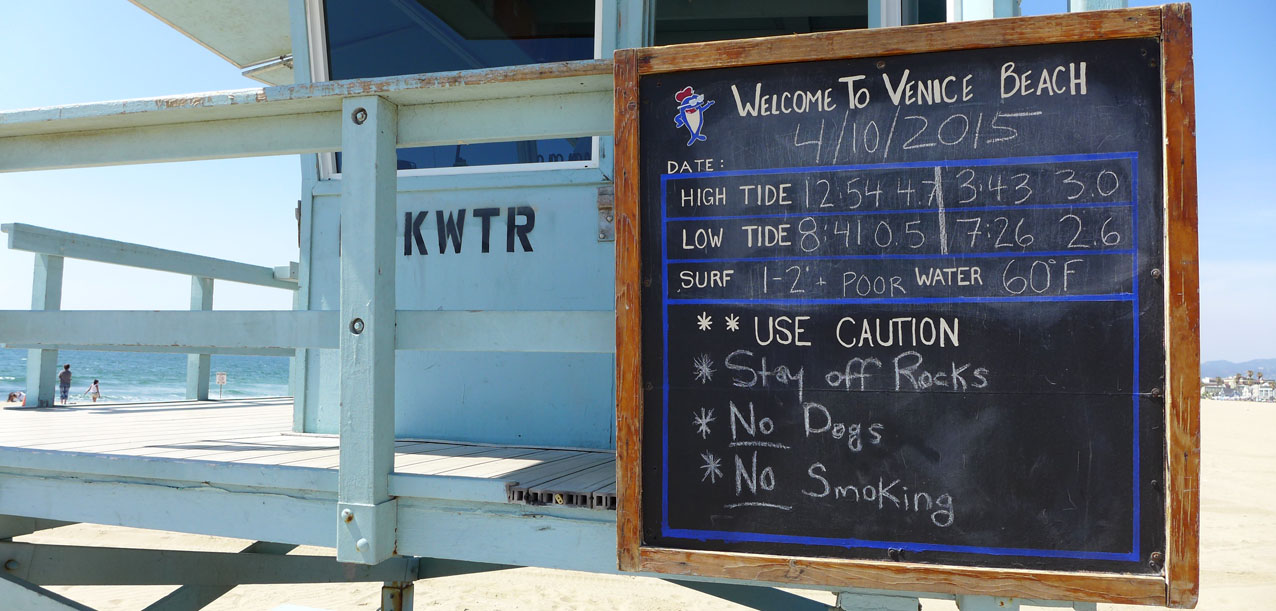 KWTR
WELCOME TO VENICE BEACH
4/10/2015
DATE:
HIGH TIDE 12:54 4.7 3:43 3.0
LOW TIDE 8:41 0.5 7:26 2.6
SURF 1-2'+ POOR WATER 60°F
** USE CAUTION
* Stay off Rocks
* No Dogs
* No Smoking